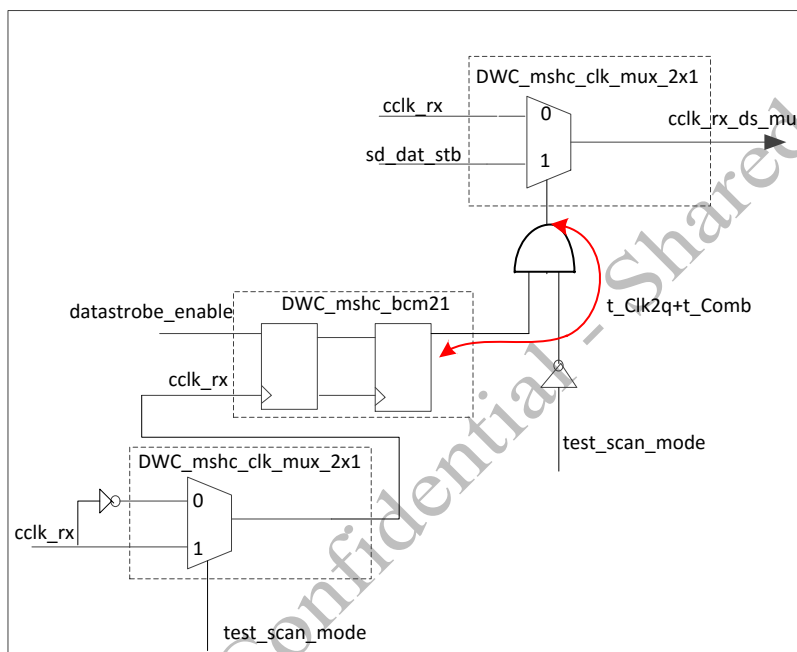 DWC_mshc_clk_mux_2x1
cclk_rx
0
cclk_rx_ds_mu
sd_dat_stb
1
DWC_mshc_bcm21
datastrobe_enable
t_Clk2q+t_Comb
cclk_rx
test_scan_mode
DWC_mshc_clk_mux_2x1
0
cclk_rx
1
test_scan_mode
Confidential - Shared